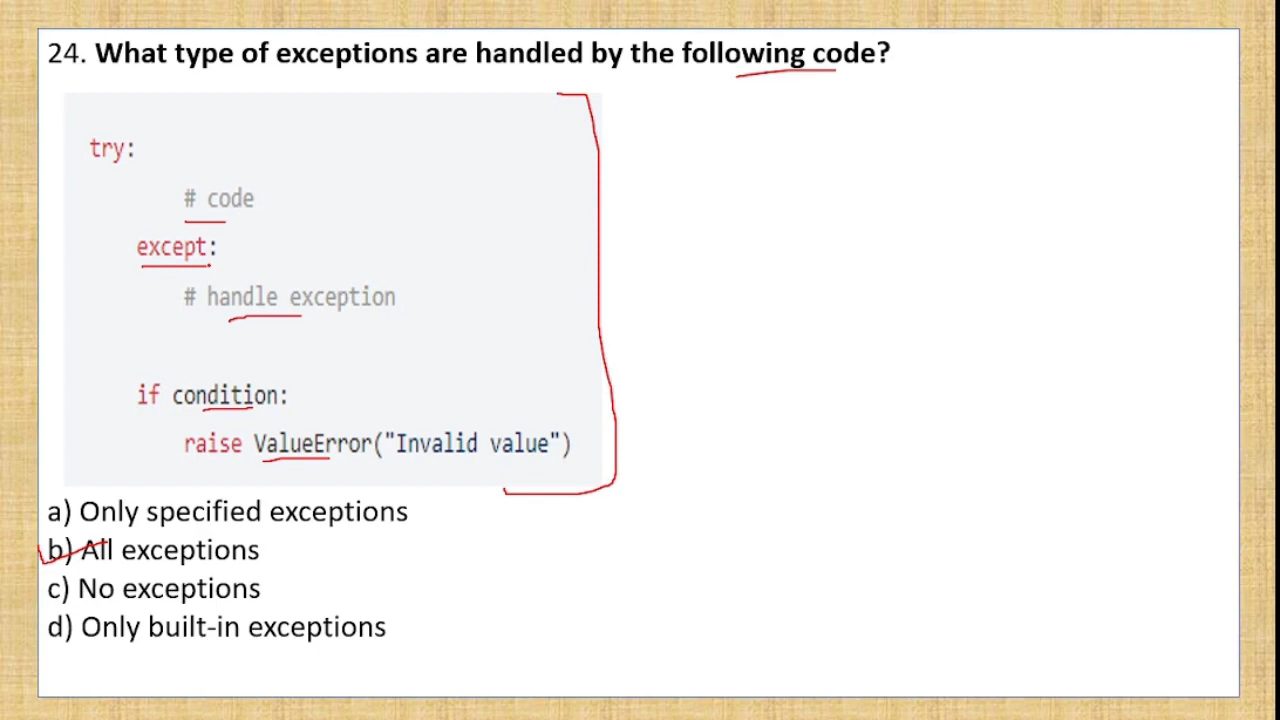 24. What type of exceptions are handled by the following code?
try:
# code
except:
# handle exception
if condition:
raise ValueError("Invalid value")
a) Only specified exceptions
b) All exceptions
c) No exceptions
d) Only built-in exceptions